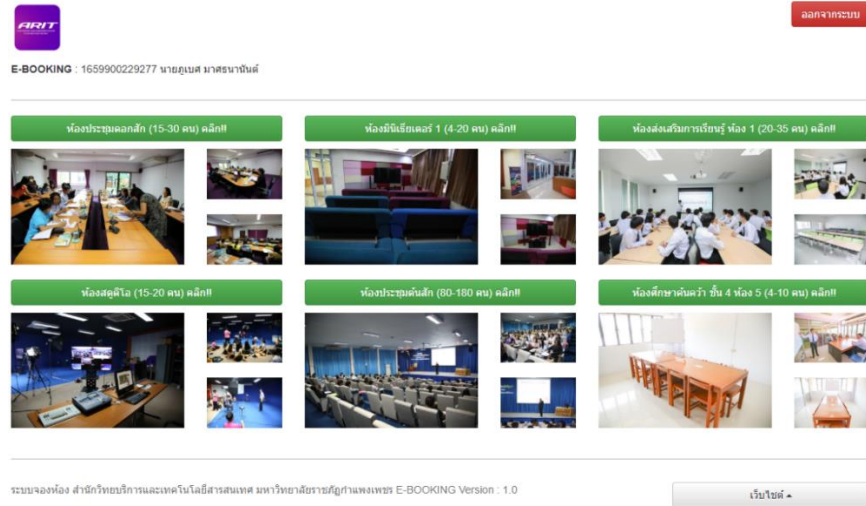 ARIT
ออกจากระบบ
E-BOOKING : 1659900229277 นายภูเบศ มาศธนานันต์
ห้องประชุมดอกสัก (15-30 คน) คลิก!!
ห้องมินิเธียเตอร์ 1 (4-20 คน) คลิก!!
ห้องส่งเสริมการเรียนรู้ ห้อง 1 (20-35 คน) คลิก!!
ห้องสตูดิโอ (15-20 คน) คลิก!!
ห้องประชุมต้นสัก (80-180 คน) คลิก!!
ห้องศึกษาค้นคว้า ชั้น 4 ห้อง 5 (4-10 คน) คลิก!!
ระบบจองห้อง สำนักวิทยบริการและเทคโนโลยีสารสนเทศ มหาวิทยาลัยราชภัฏกำแพงเพชร E-BOOKING Version : 1.0
เว็บไซต์